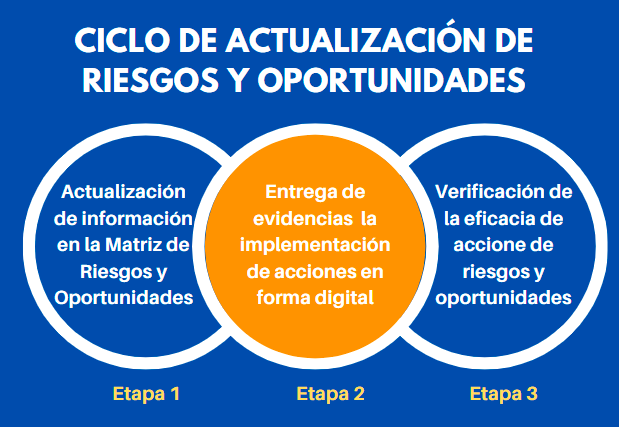 CICLO DE ACTUALIZACIÓN DE
RIESGOS Y OPORTUNIDADES
Actualización
de información
en la Matriz de
Riesgos y
Oportunidades
Entrega de
evidencias la
implementación
de acciones en
forma digital
Verificación de
la eficacia de
accione de
riesgos y
oportunidades
Etapa 1
Etapa 2
Etapa 3